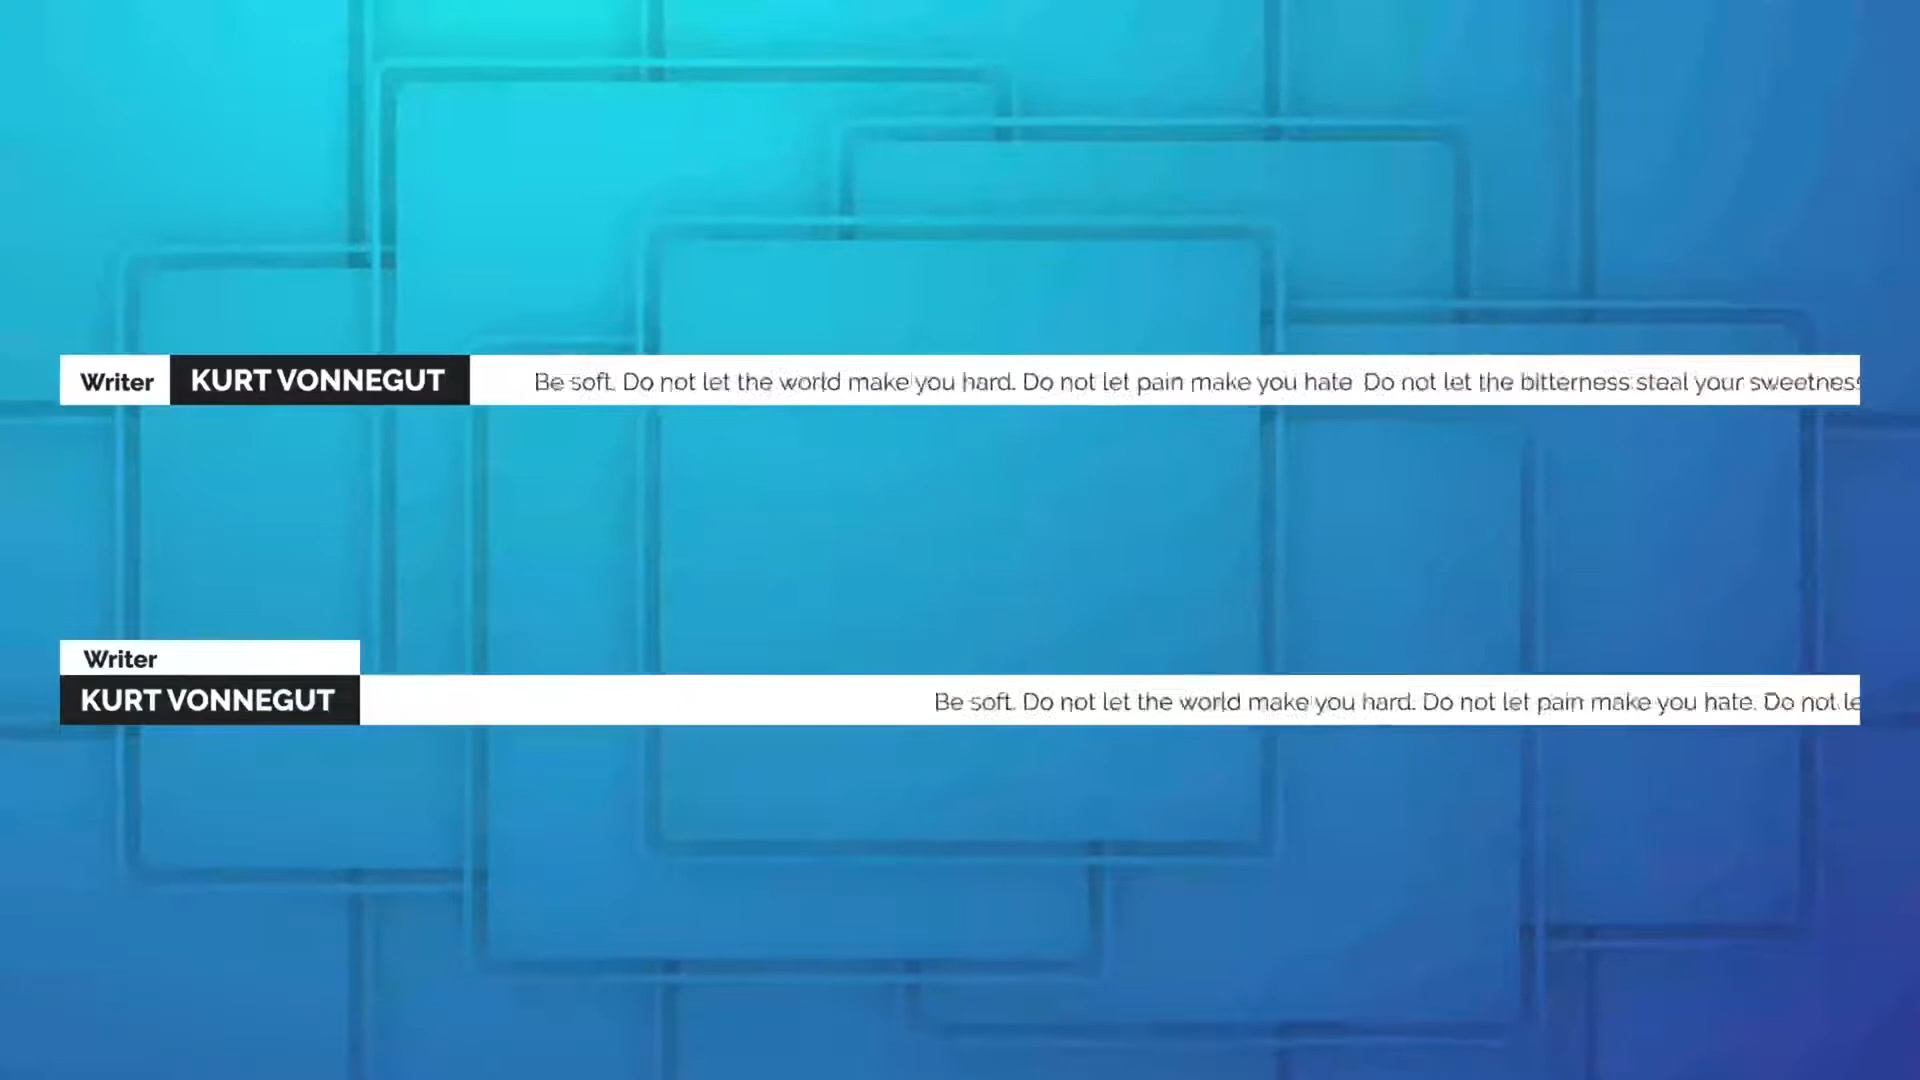 Writer KURT VONNEGUT Be soft. Do not let the world make you hard. Do not let pain make you hate Do not let the bitterness steal your sweetness
Writer
KURT VONNEGUT Be soft. Do not let the world make you hard. Do not let pain make you hate. Do not le